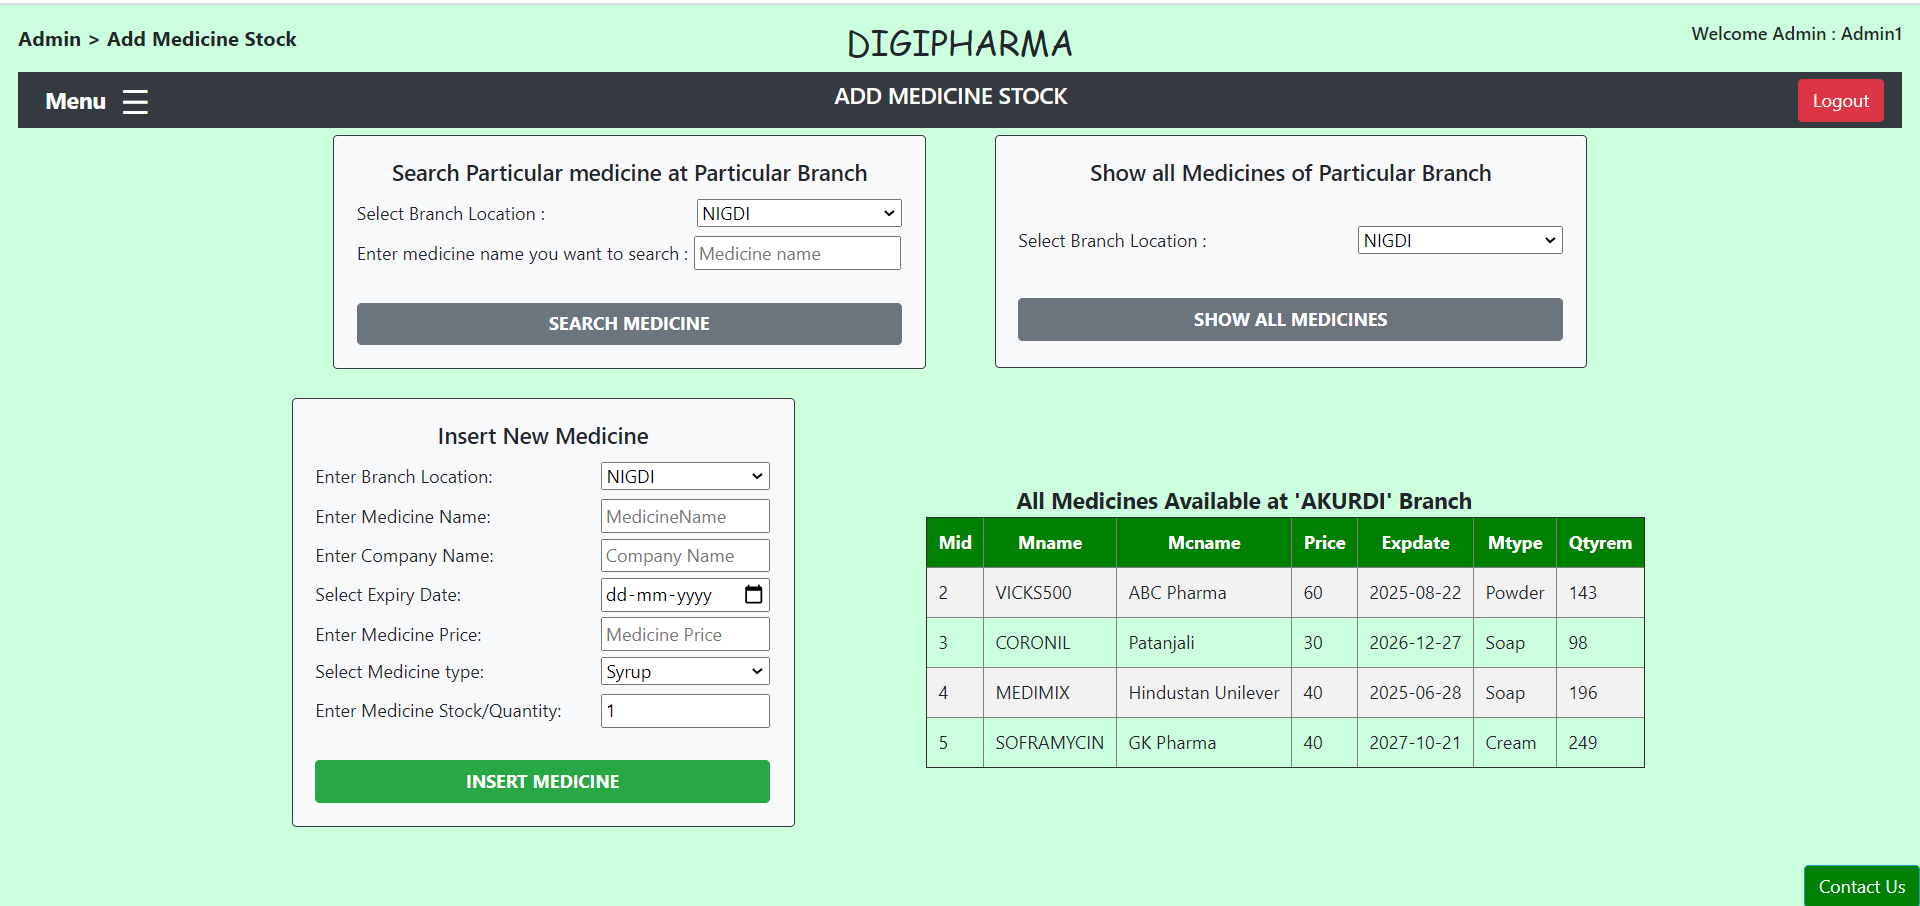 Admin > Add Medicine Stock
DIGIPHARMA
Welcome Admin : Admin1
Menu
ADD MEDICINE STOCK
Logout
Search Particular medicine at Particular Branch
Select Branch Location : NIGDI
Enter medicine name you want to search : Medicine name
SEARCH MEDICINE
Show all Medicines of Particular Branch
Select Branch Location : NIGDI
SHOW ALL MEDICINES
Insert New Medicine
Enter Branch Location: NIGDI
Enter Medicine Name: MedicineName
Enter Company Name: Company Name
Select Expiry Date: dd-mm-yyyy
Enter Medicine Price: Medicine Price
Select Medicine type: Syrup
Enter Medicine Stock/Quantity: 1
INSERT MEDICINE
All Medicines Available at 'AKURDI' Branch
Mid Mname Mcname Price Expdate Mtype Qtyrem
2 VICKS500 ABC Pharma 60 2025-08-22 Powder 143
3 CORONIL Patanjali 30 2026-12-27 Soap 98
4 MEDIMIX Hindustan Unilever 40 2025-06-28 Soap 196
5 SOFRAMYCIN GK Pharma 40 2027-10-21 Cream 249
Contact Us